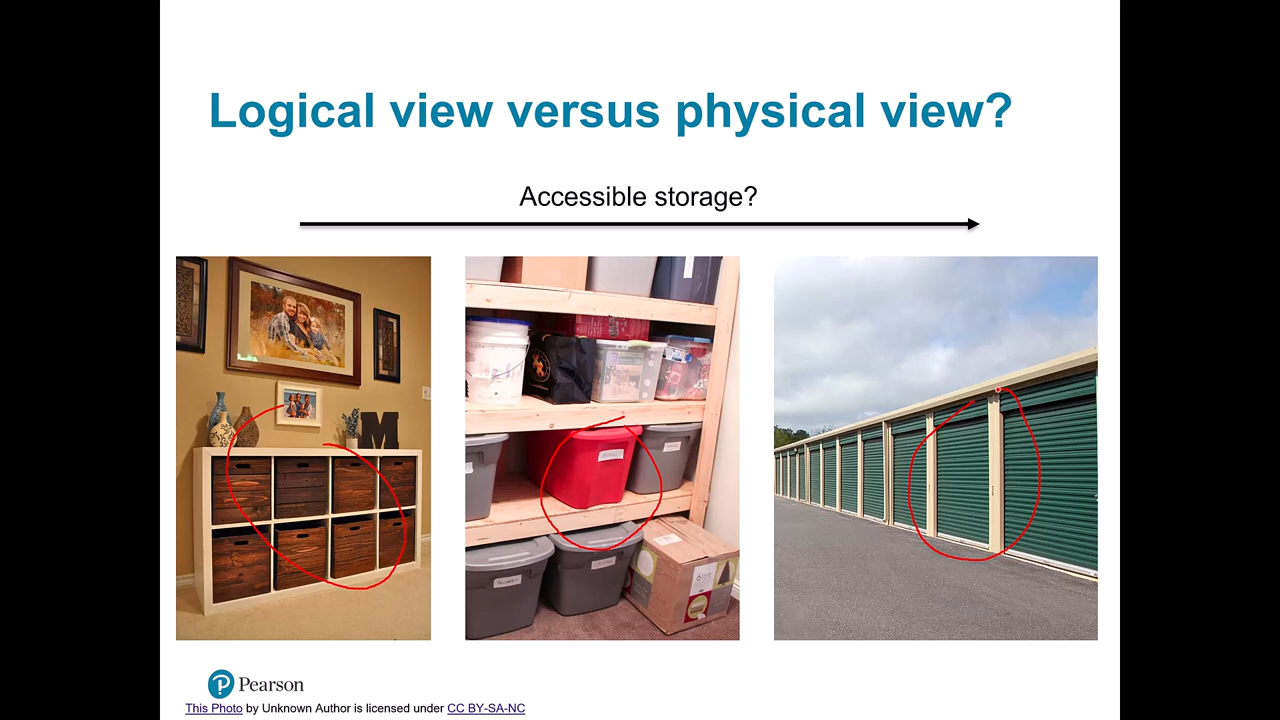 Logical view versus physical view?
Accessible storage?
M
Pearson
This Photo by Unknown Author is licensed under CC BY-SA-NC